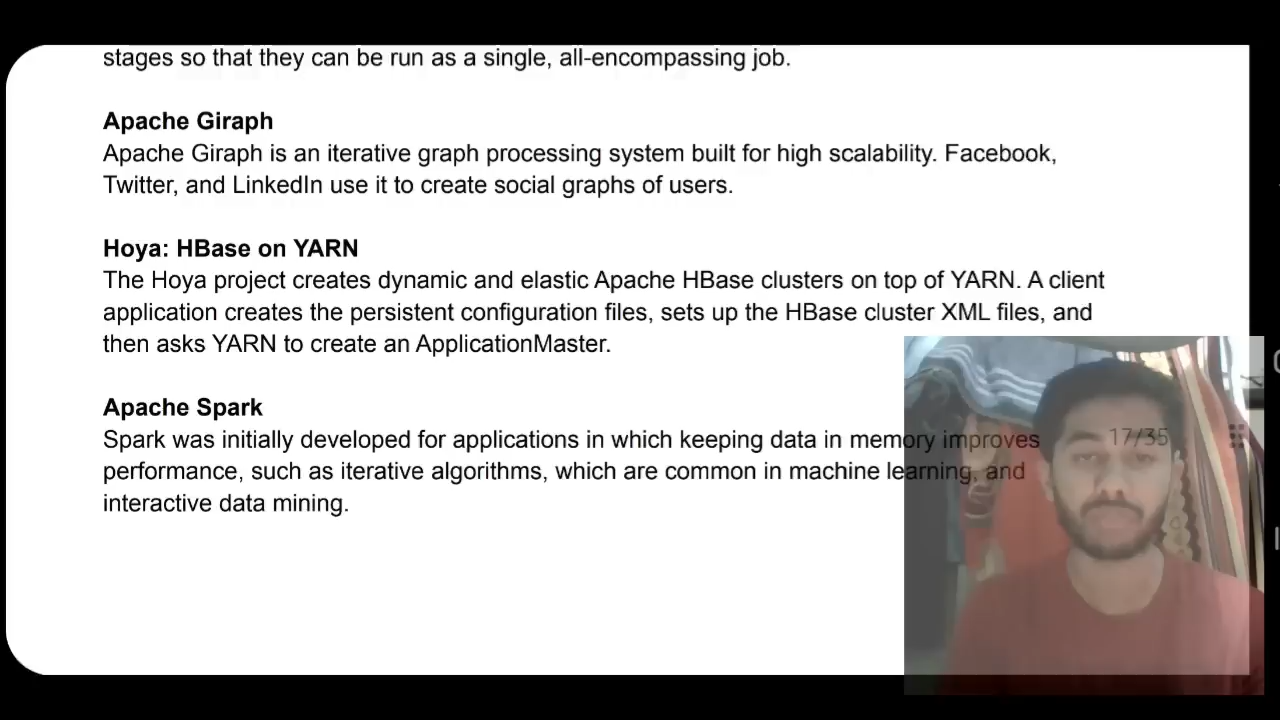 stages so that they can be run as a single, all-encompassing job.
Apache Giraph
Apache Giraph is an iterative graph processing system built for high scalability. Facebook,
Twitter, and LinkedIn use it to create social graphs of users.
Hoya: HBase on YARN
The Hoya project creates dynamic and elastic Apache HBase clusters on top of YARN. A client
application creates the persistent configuration files, sets up the HBase cluster XML files, and
then asks YARN to create an ApplicationMaster.
Apache Spark
Spark was initially developed for applications in which keeping data in memory improves
17/35
performance, such as iterative algorithms, which are common in machine learning, and
interactive data mining.